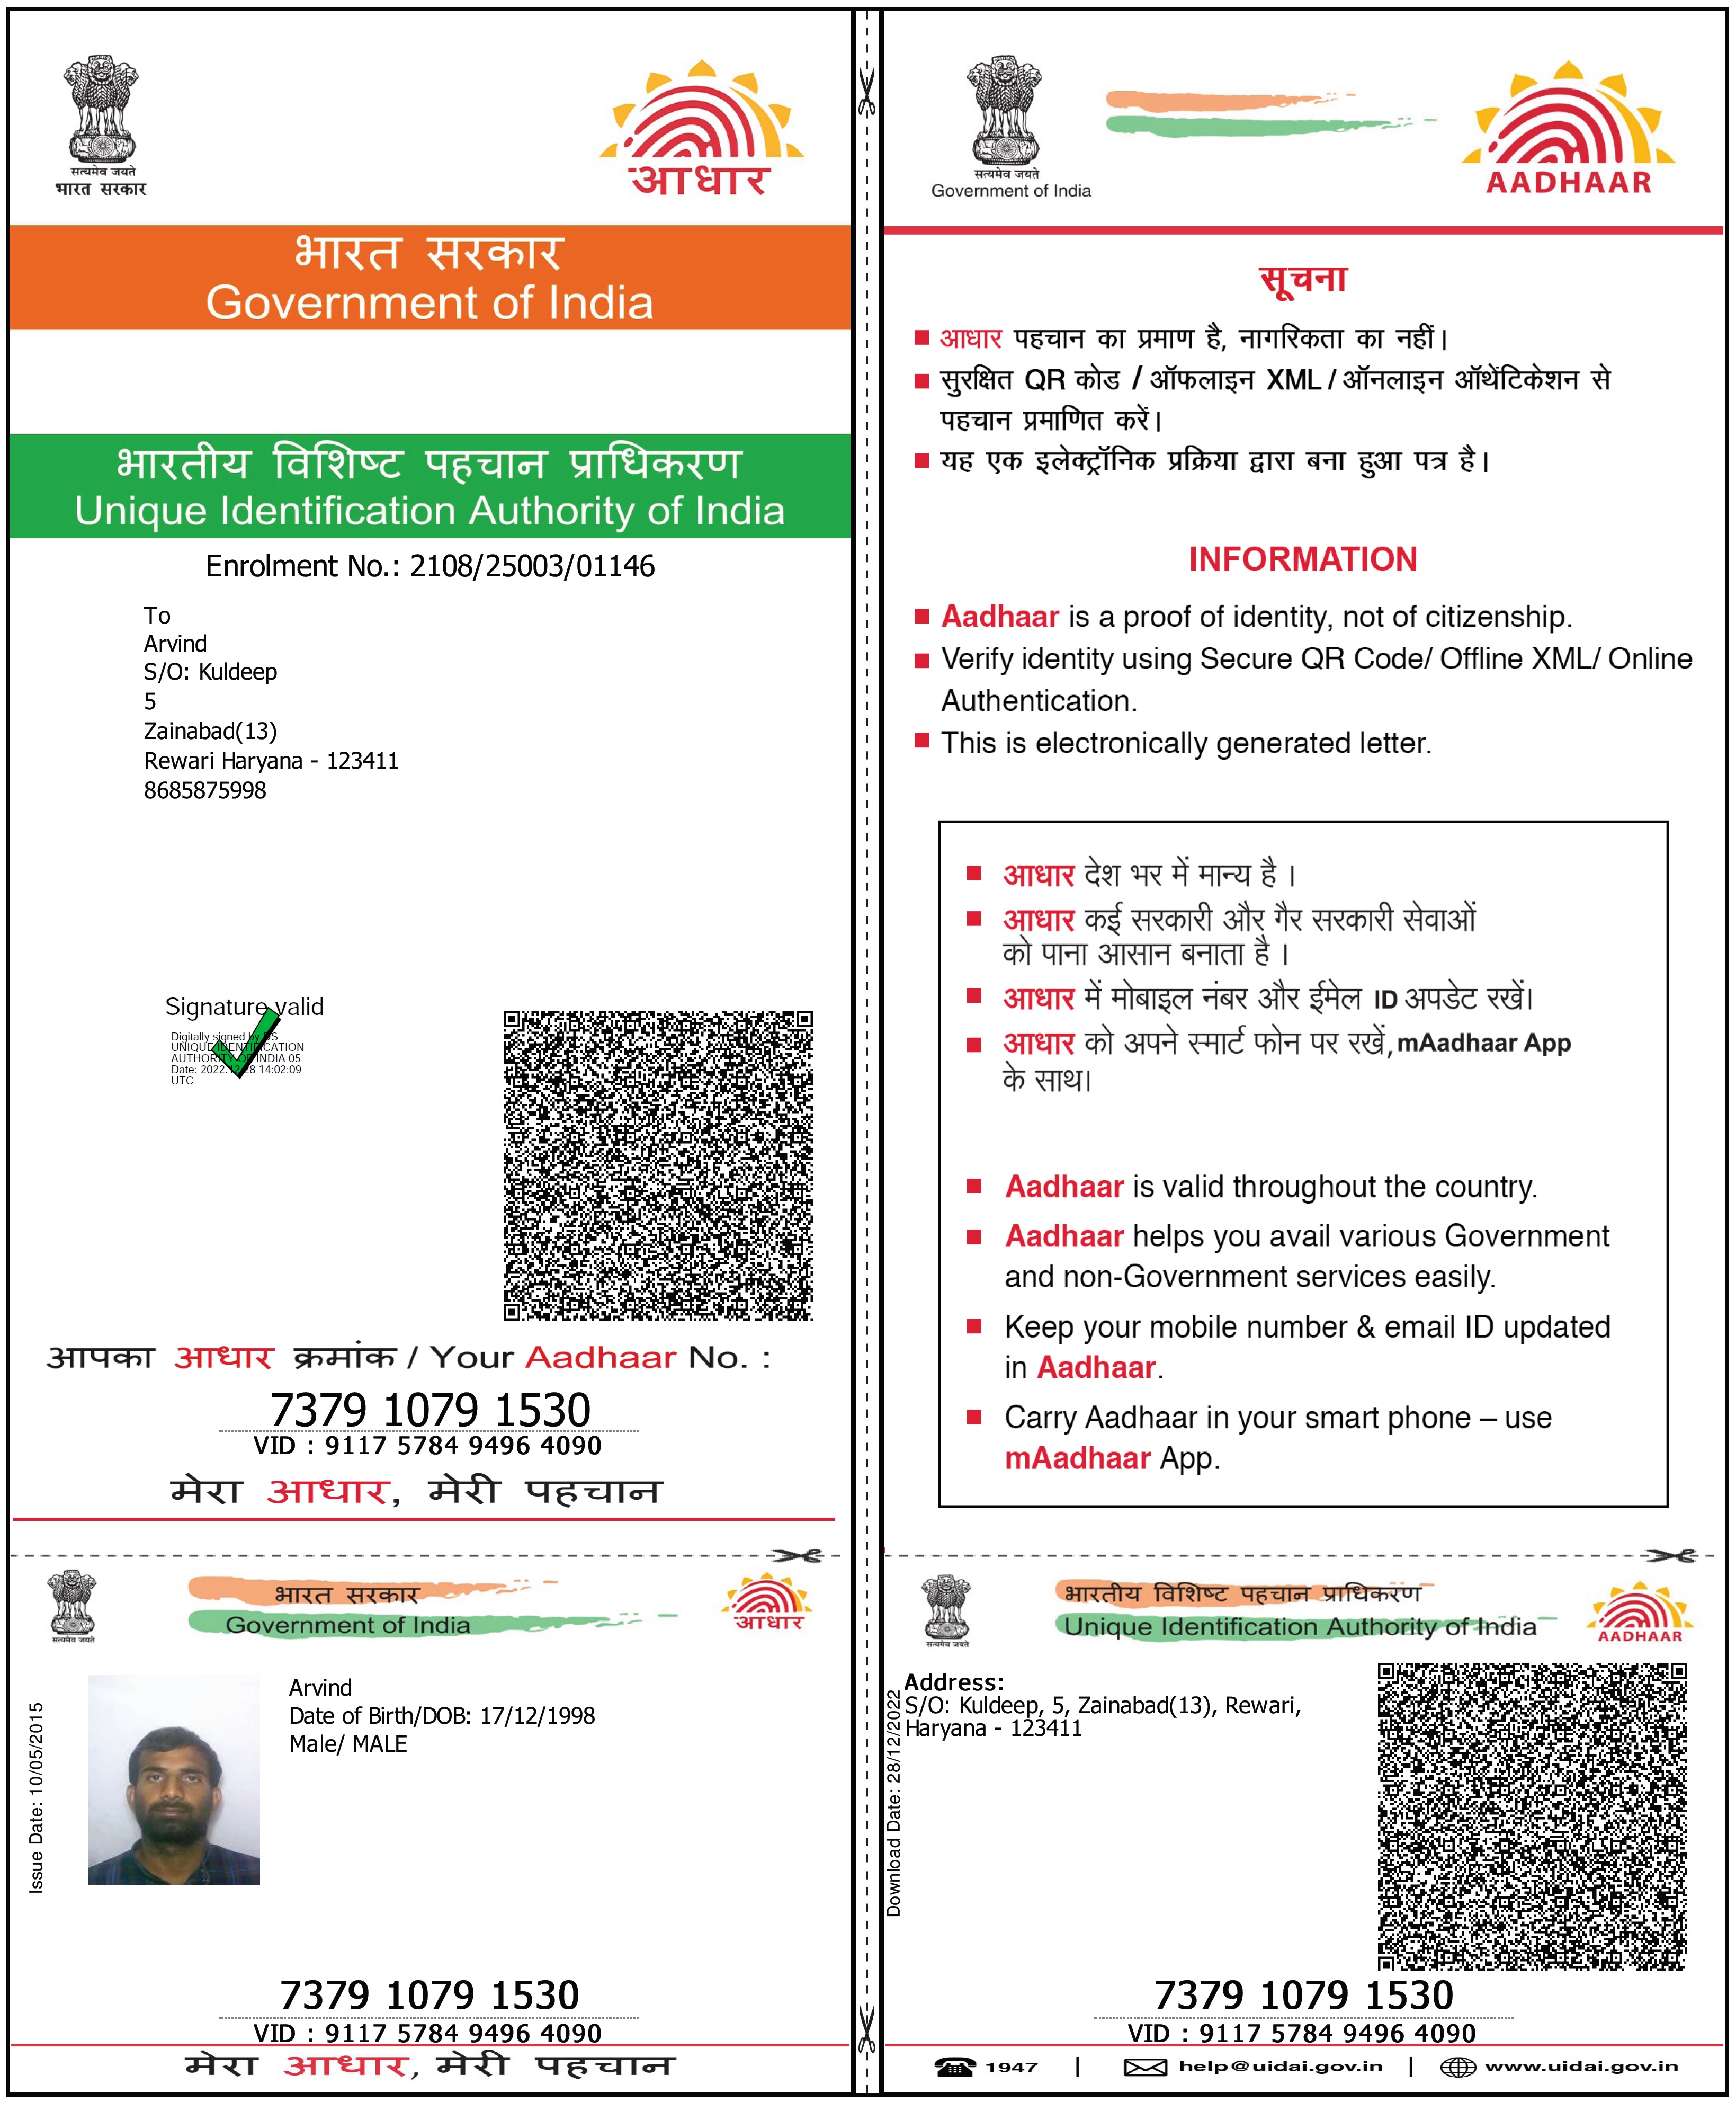 सत्यमेव जयते
भारत सरकार
आधार
भारत सरकार
Government of India
भारतीय विशिष्ट पहचान प्राधिकरण
Unique Identification Authority of India
Enrolment No.: 2108/25003/01146
To
Arvind
S/O: Kuldeep
5
Zainabad(13)
Rewari Haryana - 123411
8685875998
Signature valid
Digitally signed by DS
UNIQUE IDENTIFICATION
AUTHORITY OF INDIA 05
Date: 2022.12.28 14:02:09
UTC
आपका आधार क्रमांक / Your Aadhaar No. :
7379 1079 1530
VID : 9117 5784 9496 4090
मेरा आधार, मेरी पहचान
सत्यमेव जयते
Government of India
AADHAAR
सूचना
आधार पहचान का प्रमाण है, नागरिकता का नहीं।
सुरक्षित QR कोड / ऑफलाइन XML / ऑनलाइन ऑथेंटिकेशन से
पहचान प्रमाणित करें।
यह एक इलेक्ट्रॉनिक प्रक्रिया द्वारा बना हुआ पत्र है।
INFORMATION
Aadhaar is a proof of identity, not of citizenship.
Verify identity using Secure QR Code/ Offline XML/ Online
Authentication.
This is electronically generated letter.
आधार देश भर में मान्य है ।
आधार कई सरकारी और गैर सरकारी सेवाओं
को पाना आसान बनाता है ।
आधार में मोबाइल नंबर और ईमेल ID अपडेट रखें।
आधार को अपने स्मार्ट फोन पर रखें, mAadhaar App
के साथ।
Aadhaar is valid throughout the country.
Aadhaar helps you avail various Government
and non-Government services easily.
Keep your mobile number & email ID updated
in Aadhaar.
Carry Aadhaar in your smart phone – use
mAadhaar App.
सत्यमेव जयते
भारत सरकार
Government of India
आधार
Issue Date: 10/05/2015
Arvind
Date of Birth/DOB: 17/12/1998
Male/ MALE
7379 1079 1530
VID : 9117 5784 9496 4090
मेरा आधार, मेरी पहचान
सत्यमेव जयते
भारतीय विशिष्ट पहचान प्राधिकरण
Unique Identification Authority of India
AADHAAR
Download Date: 28/12/2022
Address:
S/O: Kuldeep, 5, Zainabad(13), Rewari,
Haryana - 123411
7379 1079 1530
VID : 9117 5784 9496 4090
1947 | help@uidai.gov.in | www.uidai.gov.in